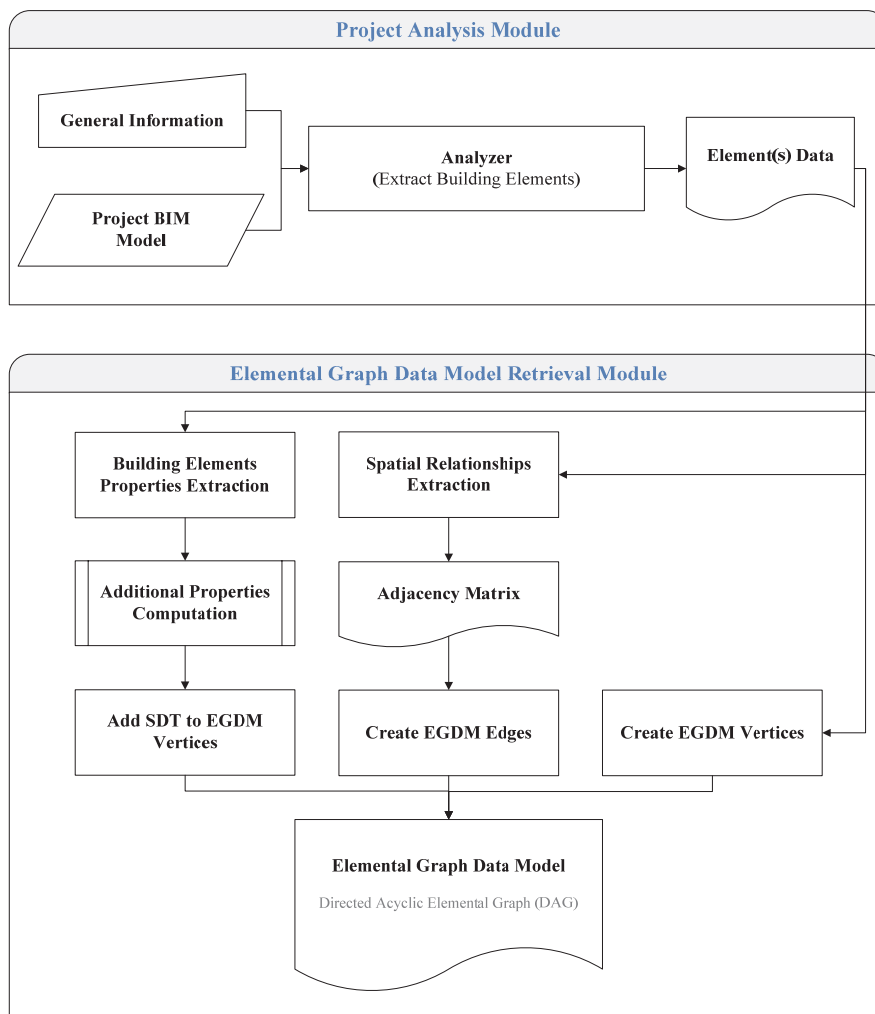 Project Analysis Module
General Information
Project BIM
Model
Analyzer
(Extract Building Elements)
Element(s) Data
Elemental Graph Data Model Retrieval Module
Building Elements
Properties Extraction
Spatial Relationships
Extraction
Additional Properties
Computation
Adjacency Matrix
Add SDT to EGDM
Vertices
Create EGDM Edges
Create EGDM Vertices
Elemental Graph Data Model
Directed Acyclic Elemental Graph (DAG)